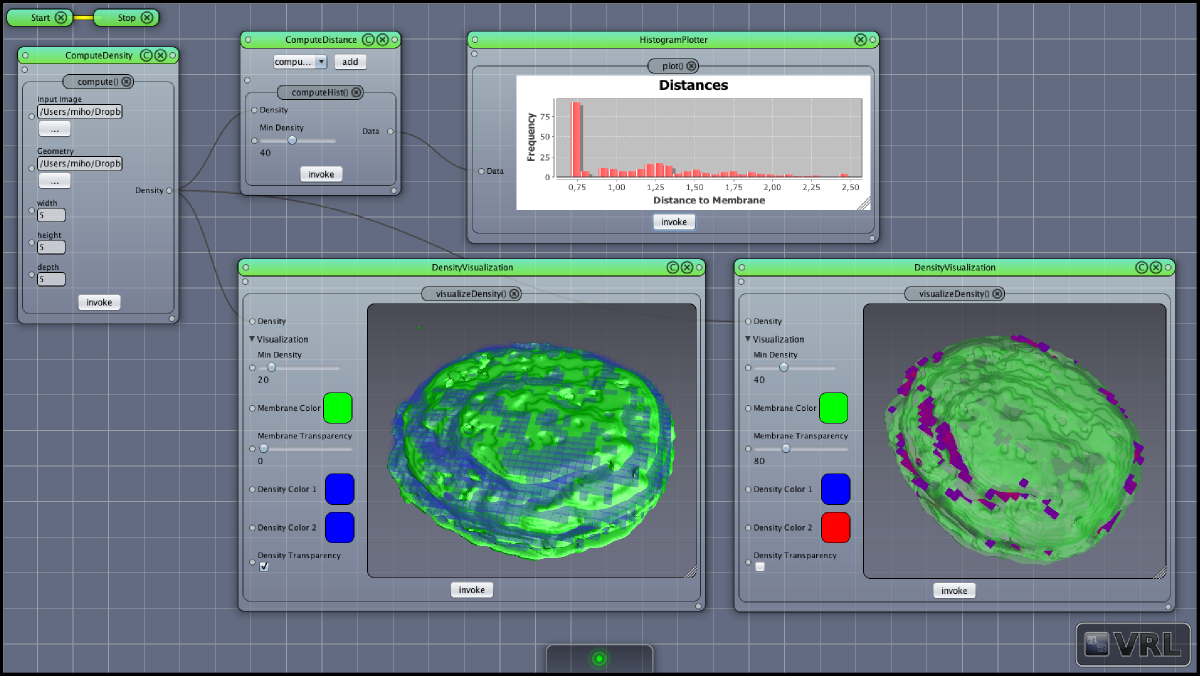 Start
Stop
ComputeDensity
compute()
Input Image
/Users/miho/Dropb
...
Geometry
/Users/miho/Dropb
...
Density
width
5
height
5
depth
5
invoke
ComputeDistance
compu...
add
computeHist()
Density
Min Density
Data
40
invoke
HistogramPlotter
plot()
Data
Distances
Frequency
75
50
25
0
0,75 1,00 1,25 1,50 1,75 2,00 2,25 2,50
Distance to Membrane
invoke
DensityVisualization
visualizeDensity()
Density
Visualization
Min Density
20
Membrane Color
Membrane Transparency
0
Density Color 1
Density Color 2
Density Transparency
invoke
DensityVisualization
visualizeDensity()
Density
Visualization
Min Density
40
Membrane Color
Membrane Transparency
80
Density Color 1
Density Color 2
Density Transparency
invoke
VRL